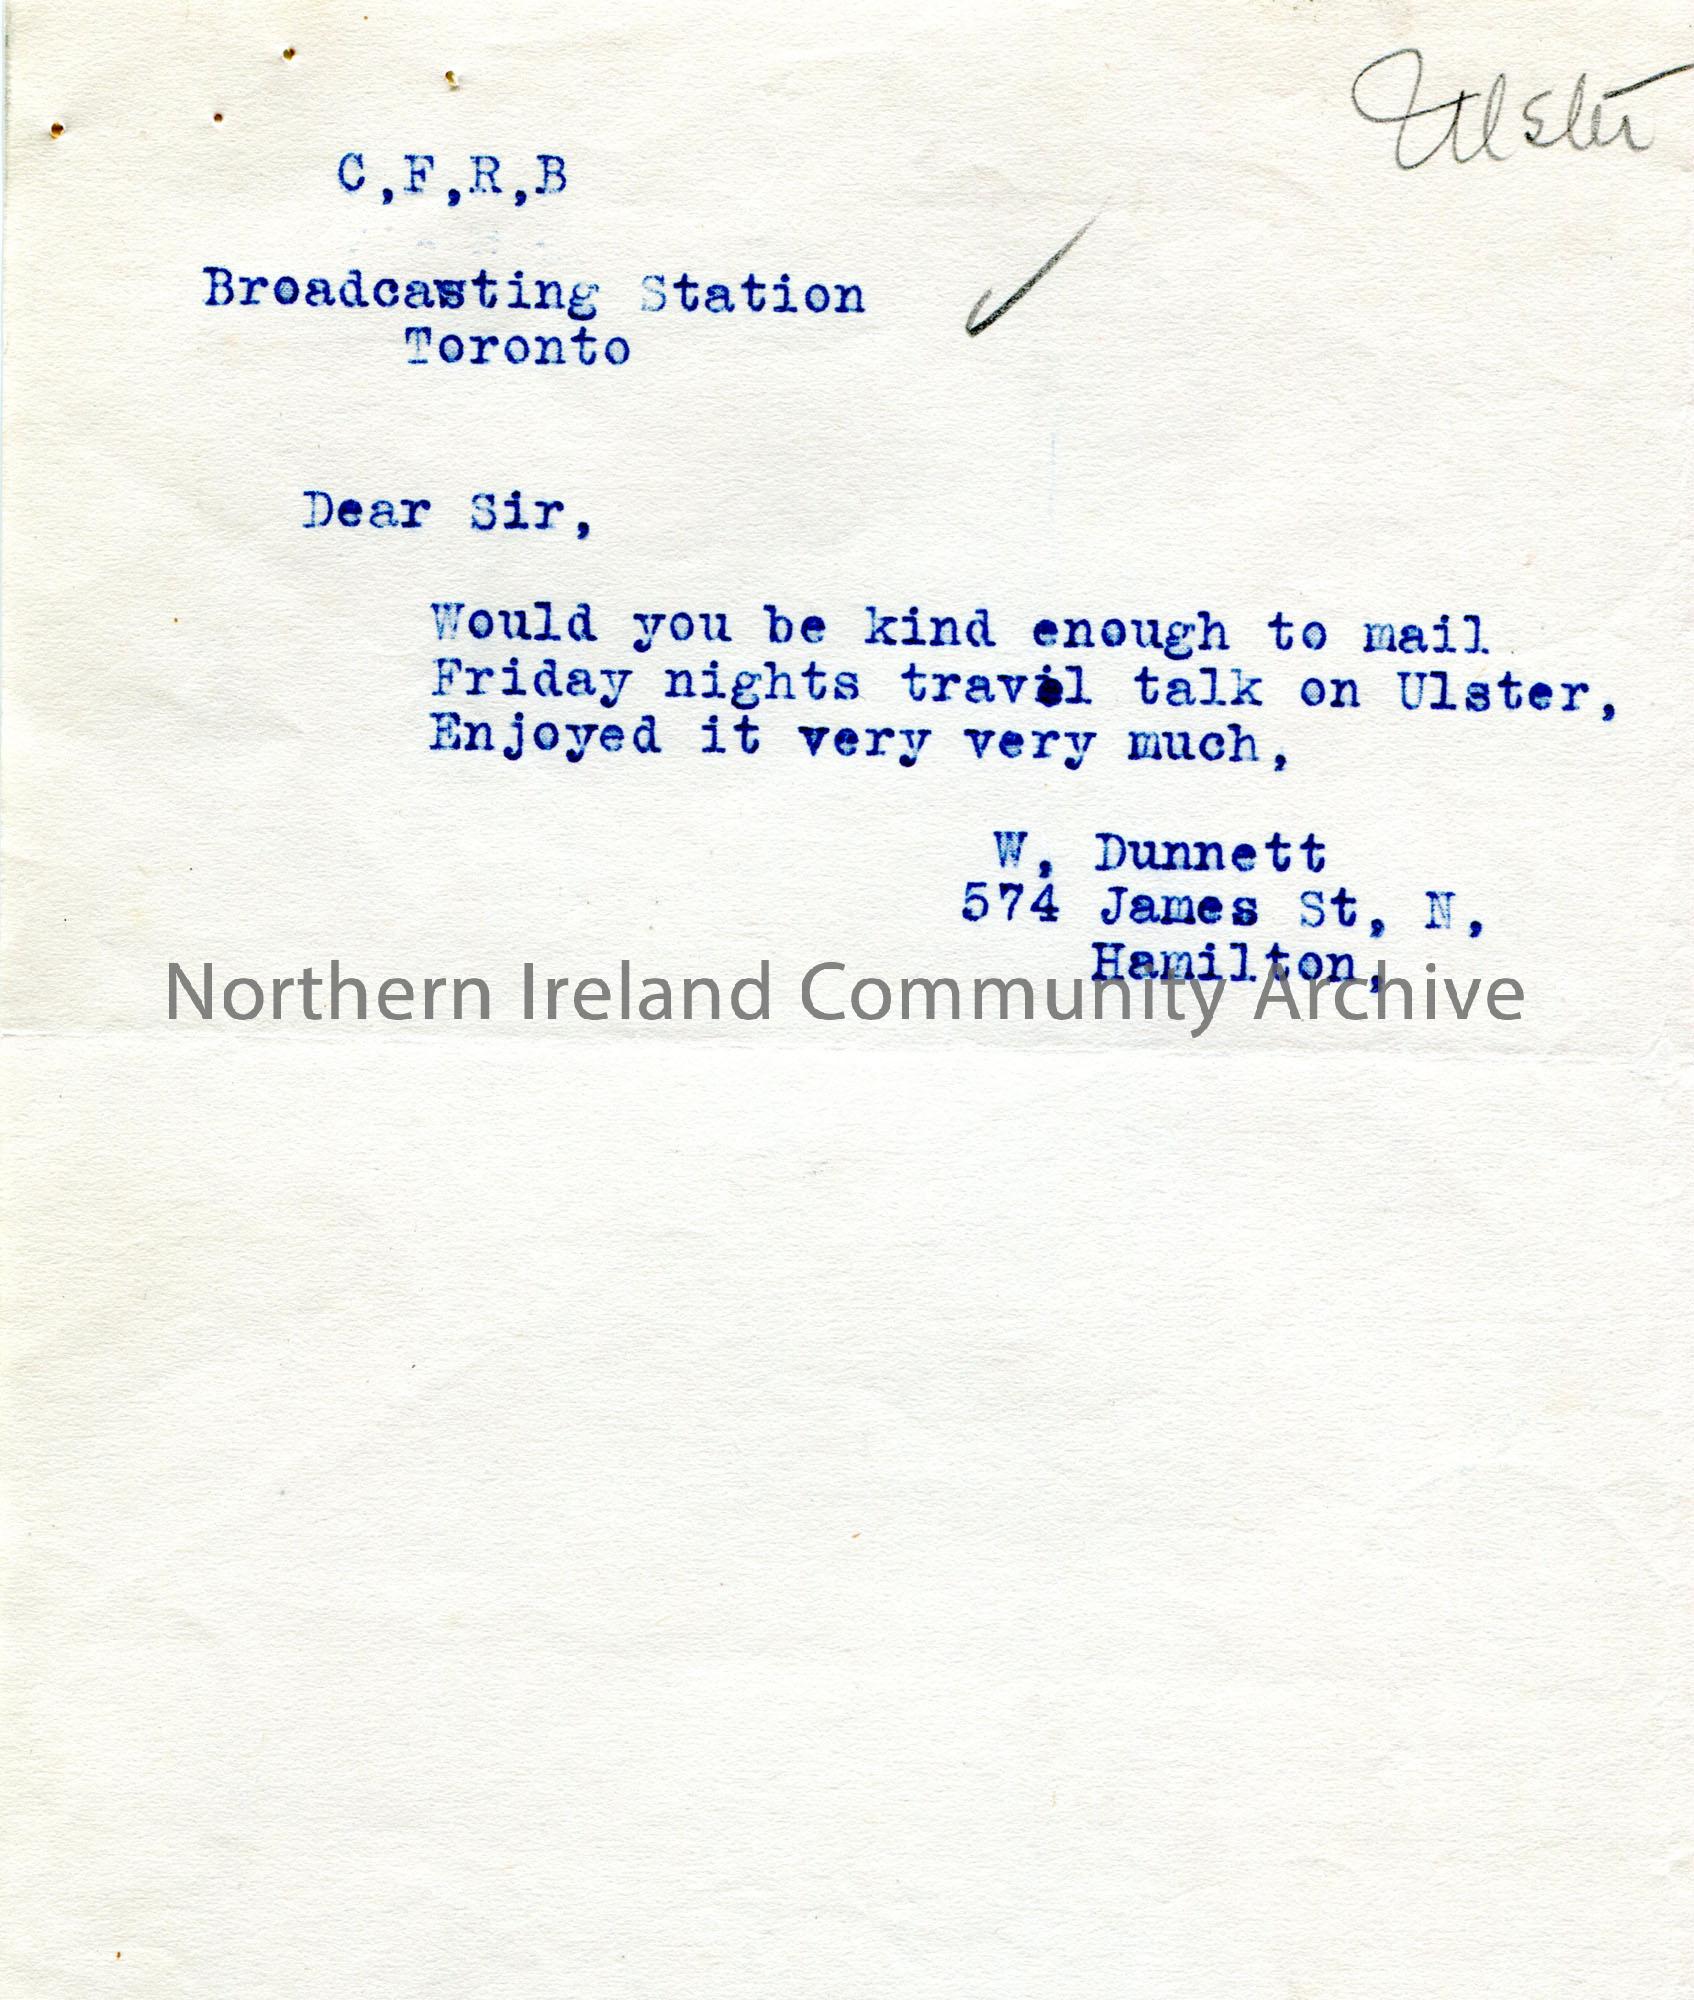 Ulster
C,F,R,B
Broadcasting Station
Toronto
Dear Sir,
Would you be kind enough to mail
Friday nights travel talk on Ulster,
Enjoyed it very very much,
W, Dunnett
574 James St, N,
Hamilton,
Northern Ireland Community Archive